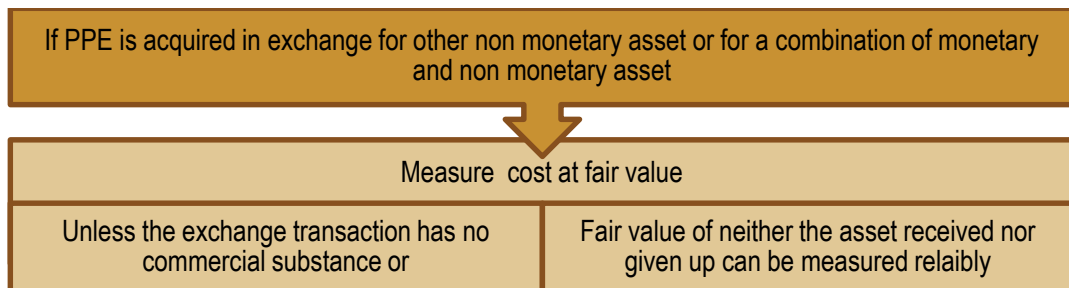 If PPE is acquired in exchange for other non monetary asset or for a combination of monetary
and non monetary asset
Measure cost at fair value
Unless the exchange transaction has no
commercial substance or
Fair value of neither the asset received nor
given up can be measured relaibly